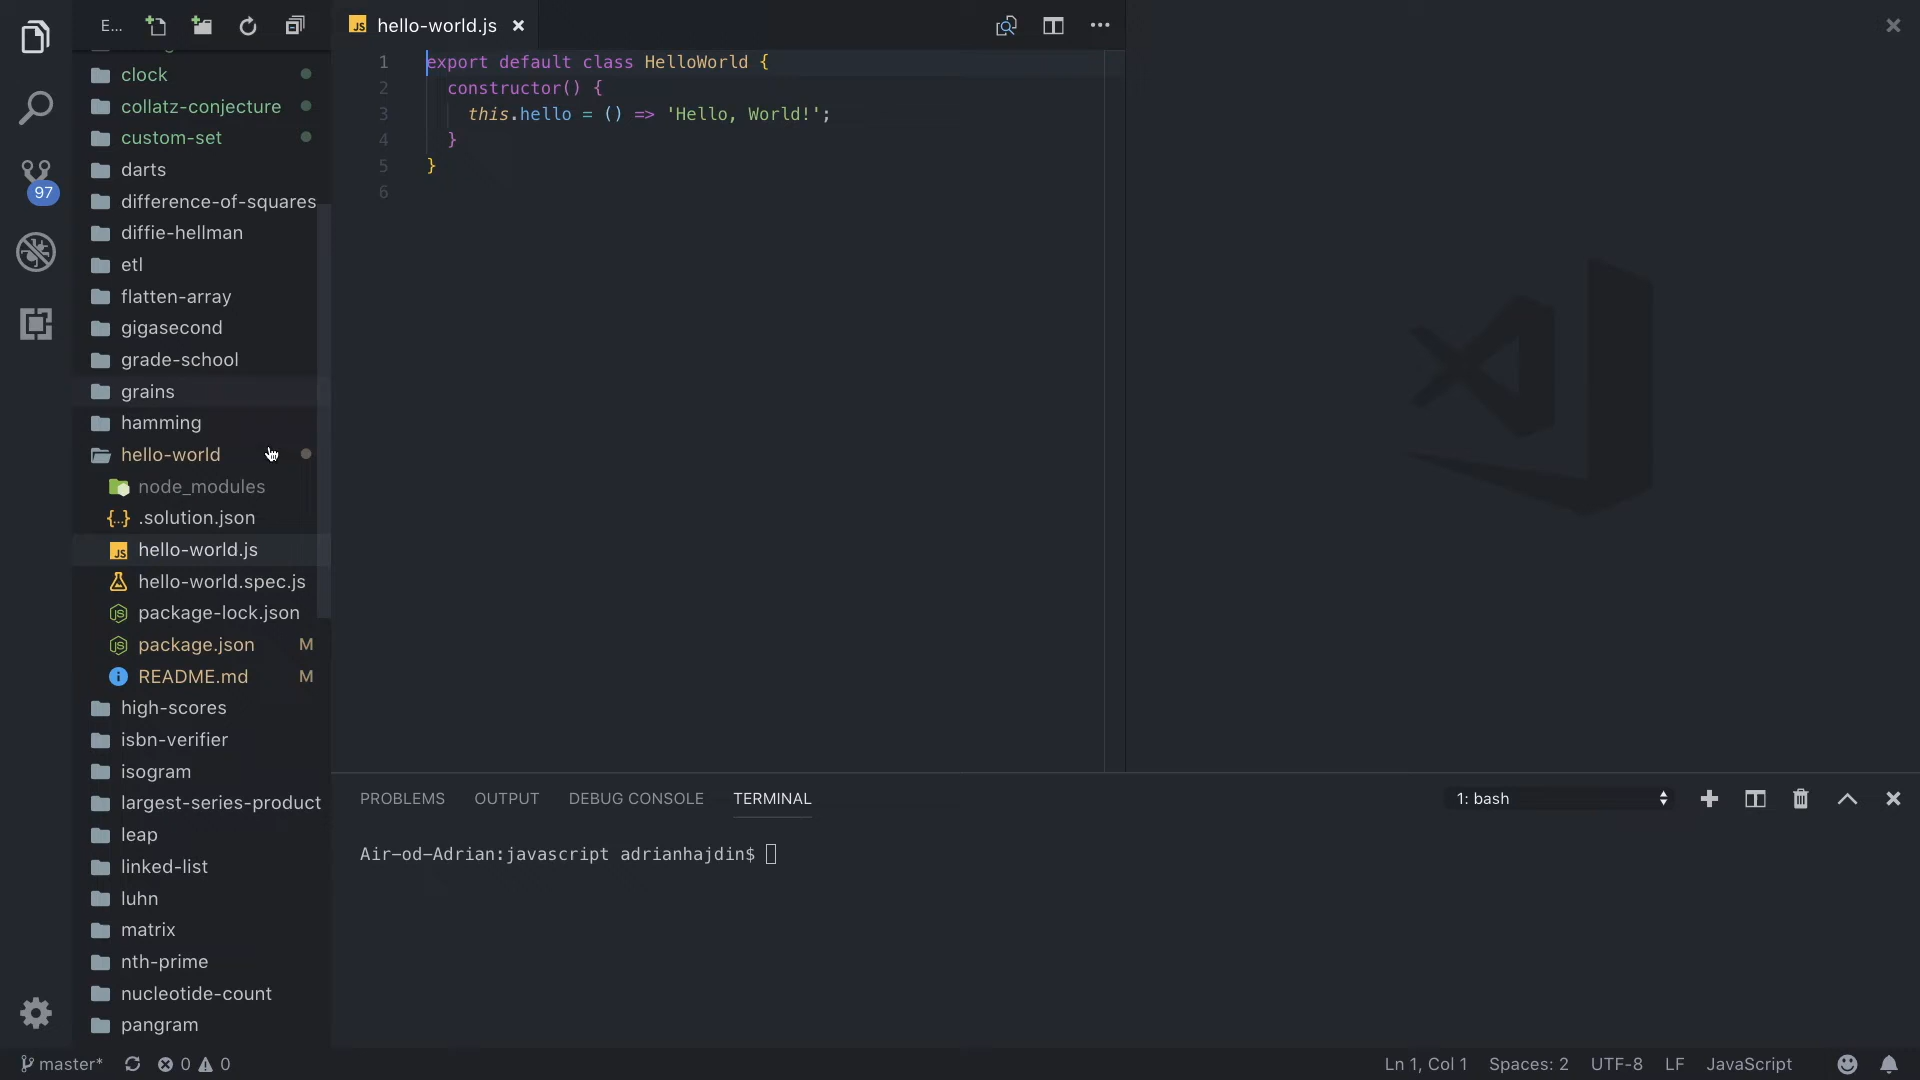 E...
clock
collatz-conjecture
custom-set
darts
difference-of-squares
diffie-hellman
etl
flatten-array
gigasecond
grade-school
grains
hamming
hello-world
node_modules
.solution.json
hello-world.js
hello-world.spec.js
package-lock.json
package.json M
README.md M
high-scores
isbn-verifier
isogram
largest-series-product
leap
linked-list
luhn
matrix
nth-prime
nucleotide-count
pangram
97
JS hello-world.js
1 export default class HelloWorld {
2 constructor() {
3 this.hello = () => 'Hello, World!';
4 }
5 }
6
PROBLEMS OUTPUT DEBUG CONSOLE TERMINAL 1: bash
Air-od-Adrian:javascript adrianhajdin$
master* 0 0 Ln 1, Col 1 Spaces: 2 UTF-8 LF JavaScript